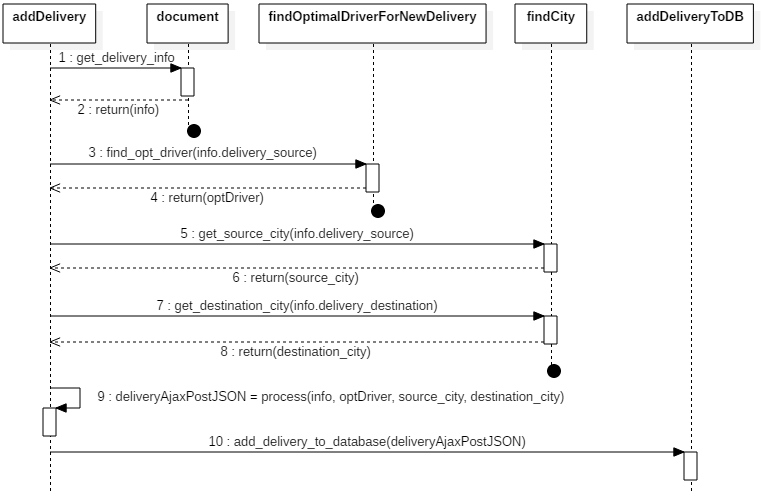 addDelivery
document
findOptimalDriverForNewDelivery
findCity
addDeliveryToDB
1 : get_delivery_info
2 : return(info)
3 : find_opt_driver(info.delivery_source)
4 : return(optDriver)
5 : get_source_city(info.delivery_source)
6 : return(source_city)
7 : get_destination_city(info.delivery_destination)
8 : return(destination_city)
9 : deliveryAjaxPostJSON = process(info, optDriver, source_city, destination_city)
10 : add_delivery_to_database(deliveryAjaxPostJSON)